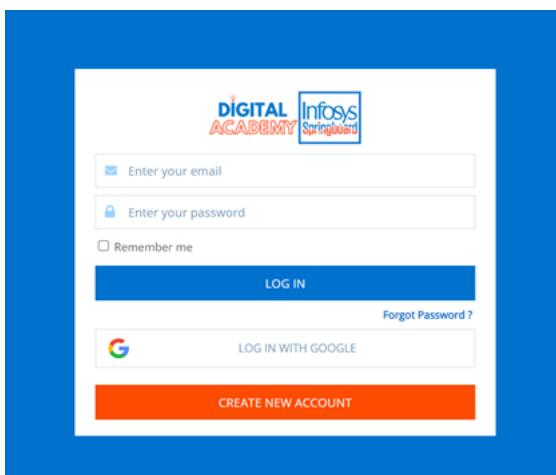 DIGITAL
ACADEMY
Infosys
Springboard
Enter your email
Enter your password
Remember me
LOG IN
Forgot Password ?
LOG IN WITH GOOGLE
CREATE NEW ACCOUNT